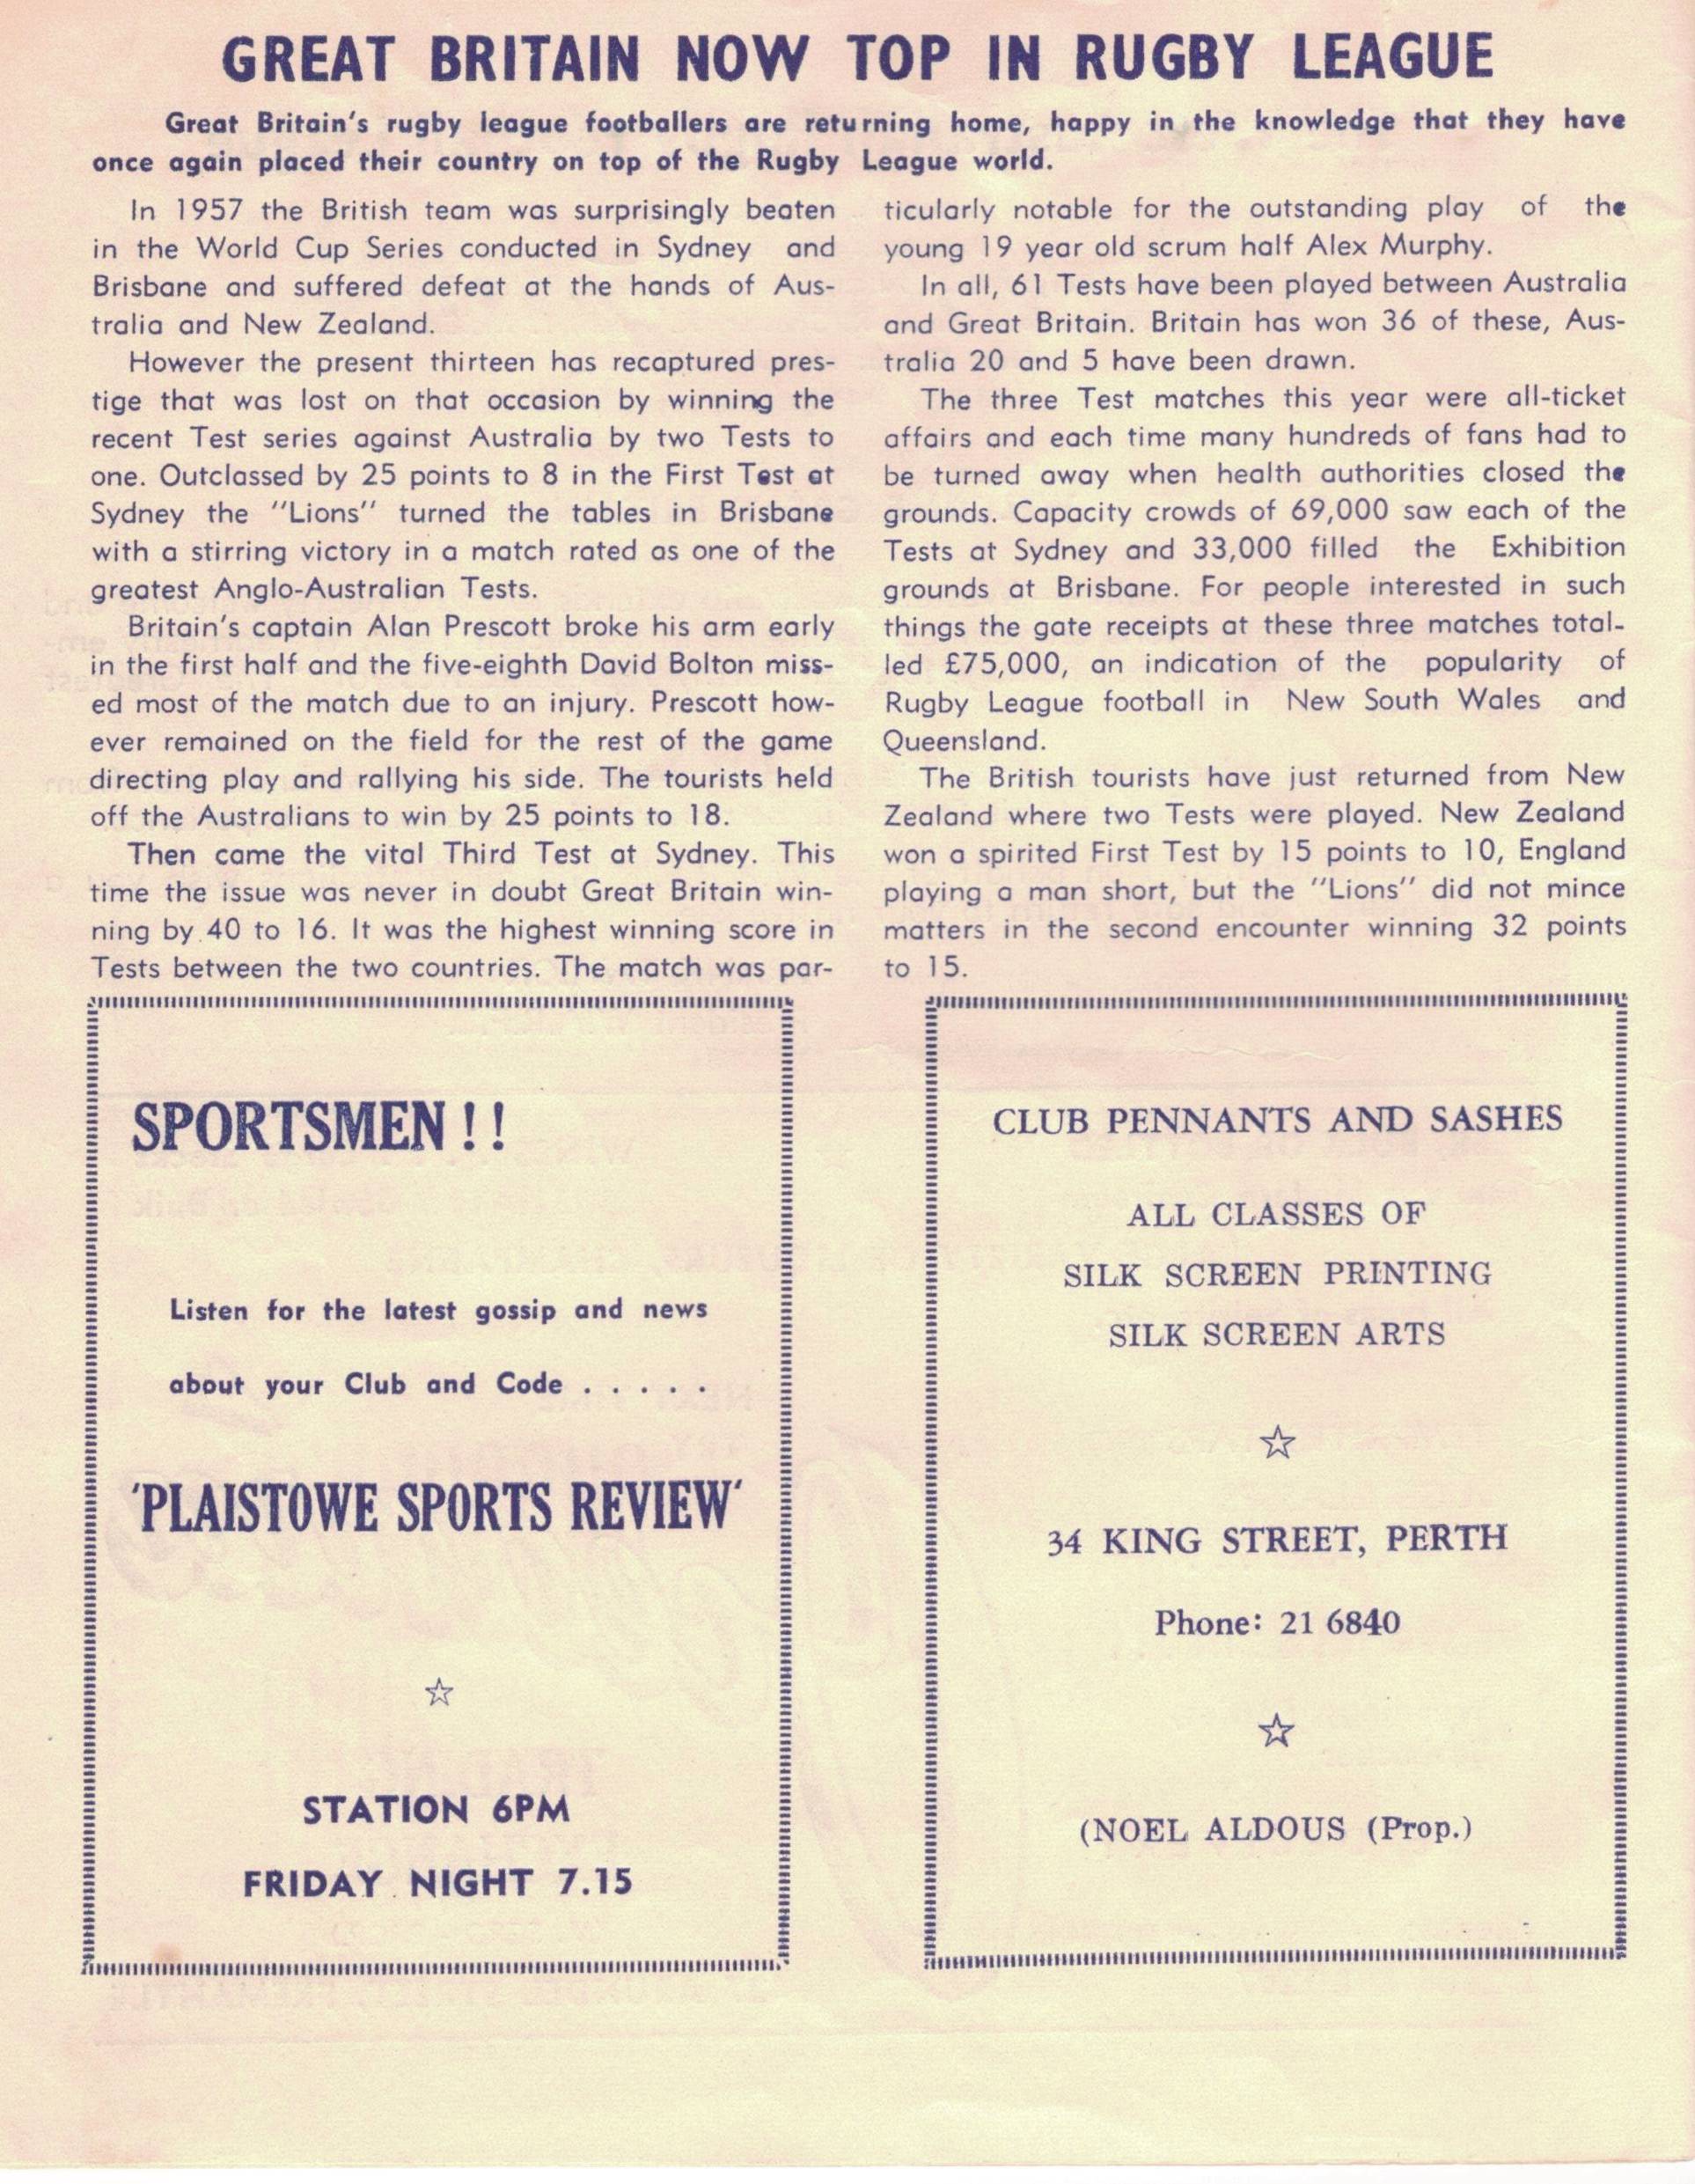 GREAT BRITAIN NOW TOP IN RUGBY LEAGUE
Great Britain's rugby league footballers are returning home, happy in the knowledge that they have
once again placed their country on top of the Rugby League world.
In 1957 the British team was surprisingly beaten
in the World Cup Series conducted in Sydney and
Brisbane and suffered defeat at the hands of Aus-
tralia and New Zealand.
However the present thirteen has recaptured pres-
tige that was lost on that occasion by winning the
recent Test series against Australia by two Tests to
one. Outclassed by 25 points to 8 in the First Test at
Sydney the "Lions" turned the tables in Brisbane
with a stirring victory in a match rated as one of the
greatest Anglo-Australian Tests.
Britain's captain Alan Prescott broke his arm early
in the first half and the five-eighth David Bolton miss-
ed most of the match due to an injury. Prescott how-
ever remained on the field for the rest of the game
directing play and rallying his side. The tourists held
off the Australians to win by 25 points to 18.
Then came the vital Third Test at Sydney. This
time the issue was never in doubt Great Britain win-
ning by 40 to 16. It was the highest winning score in
Tests between the two countries. The match was par-
ticularly notable for the outstanding play of the
young 19 year old scrum half Alex Murphy.
In all, 61 Tests have been played between Australia
and Great Britain. Britain has won 36 of these, Aus-
tralia 20 and 5 have been drawn.
The three Test matches this year were all-ticket
affairs and each time many hundreds of fans had to
be turned away when health authorities closed the
grounds. Capacity crowds of 69,000 saw each of the
Tests at Sydney and 33,000 filled the Exhibition
grounds at Brisbane. For people interested in such
things the gate receipts at these three matches total-
led £75,000, an indication of the popularity of
Rugby League football in New South Wales and
Queensland.
The British tourists have just returned from New
Zealand where two Tests were played. New Zealand
won a spirited First Test by 15 points to 10, England
playing a man short, but the "Lions" did not mince
matters in the second encounter winning 32 points
to 15.
SPORTSMEN ! !
Listen for the latest gossip and news
about your Club and Code . . . . .
'PLAISTOWE SPORTS REVIEW'
☆
STATION 6PM
FRIDAY NIGHT 7.15
CLUB PENNANTS AND SASHES
ALL CLASSES OF
SILK SCREEN PRINTING
SILK SCREEN ARTS
☆
34 KING STREET, PERTH
Phone: 21 6840
☆
(NOEL ALDOUS (Prop.)